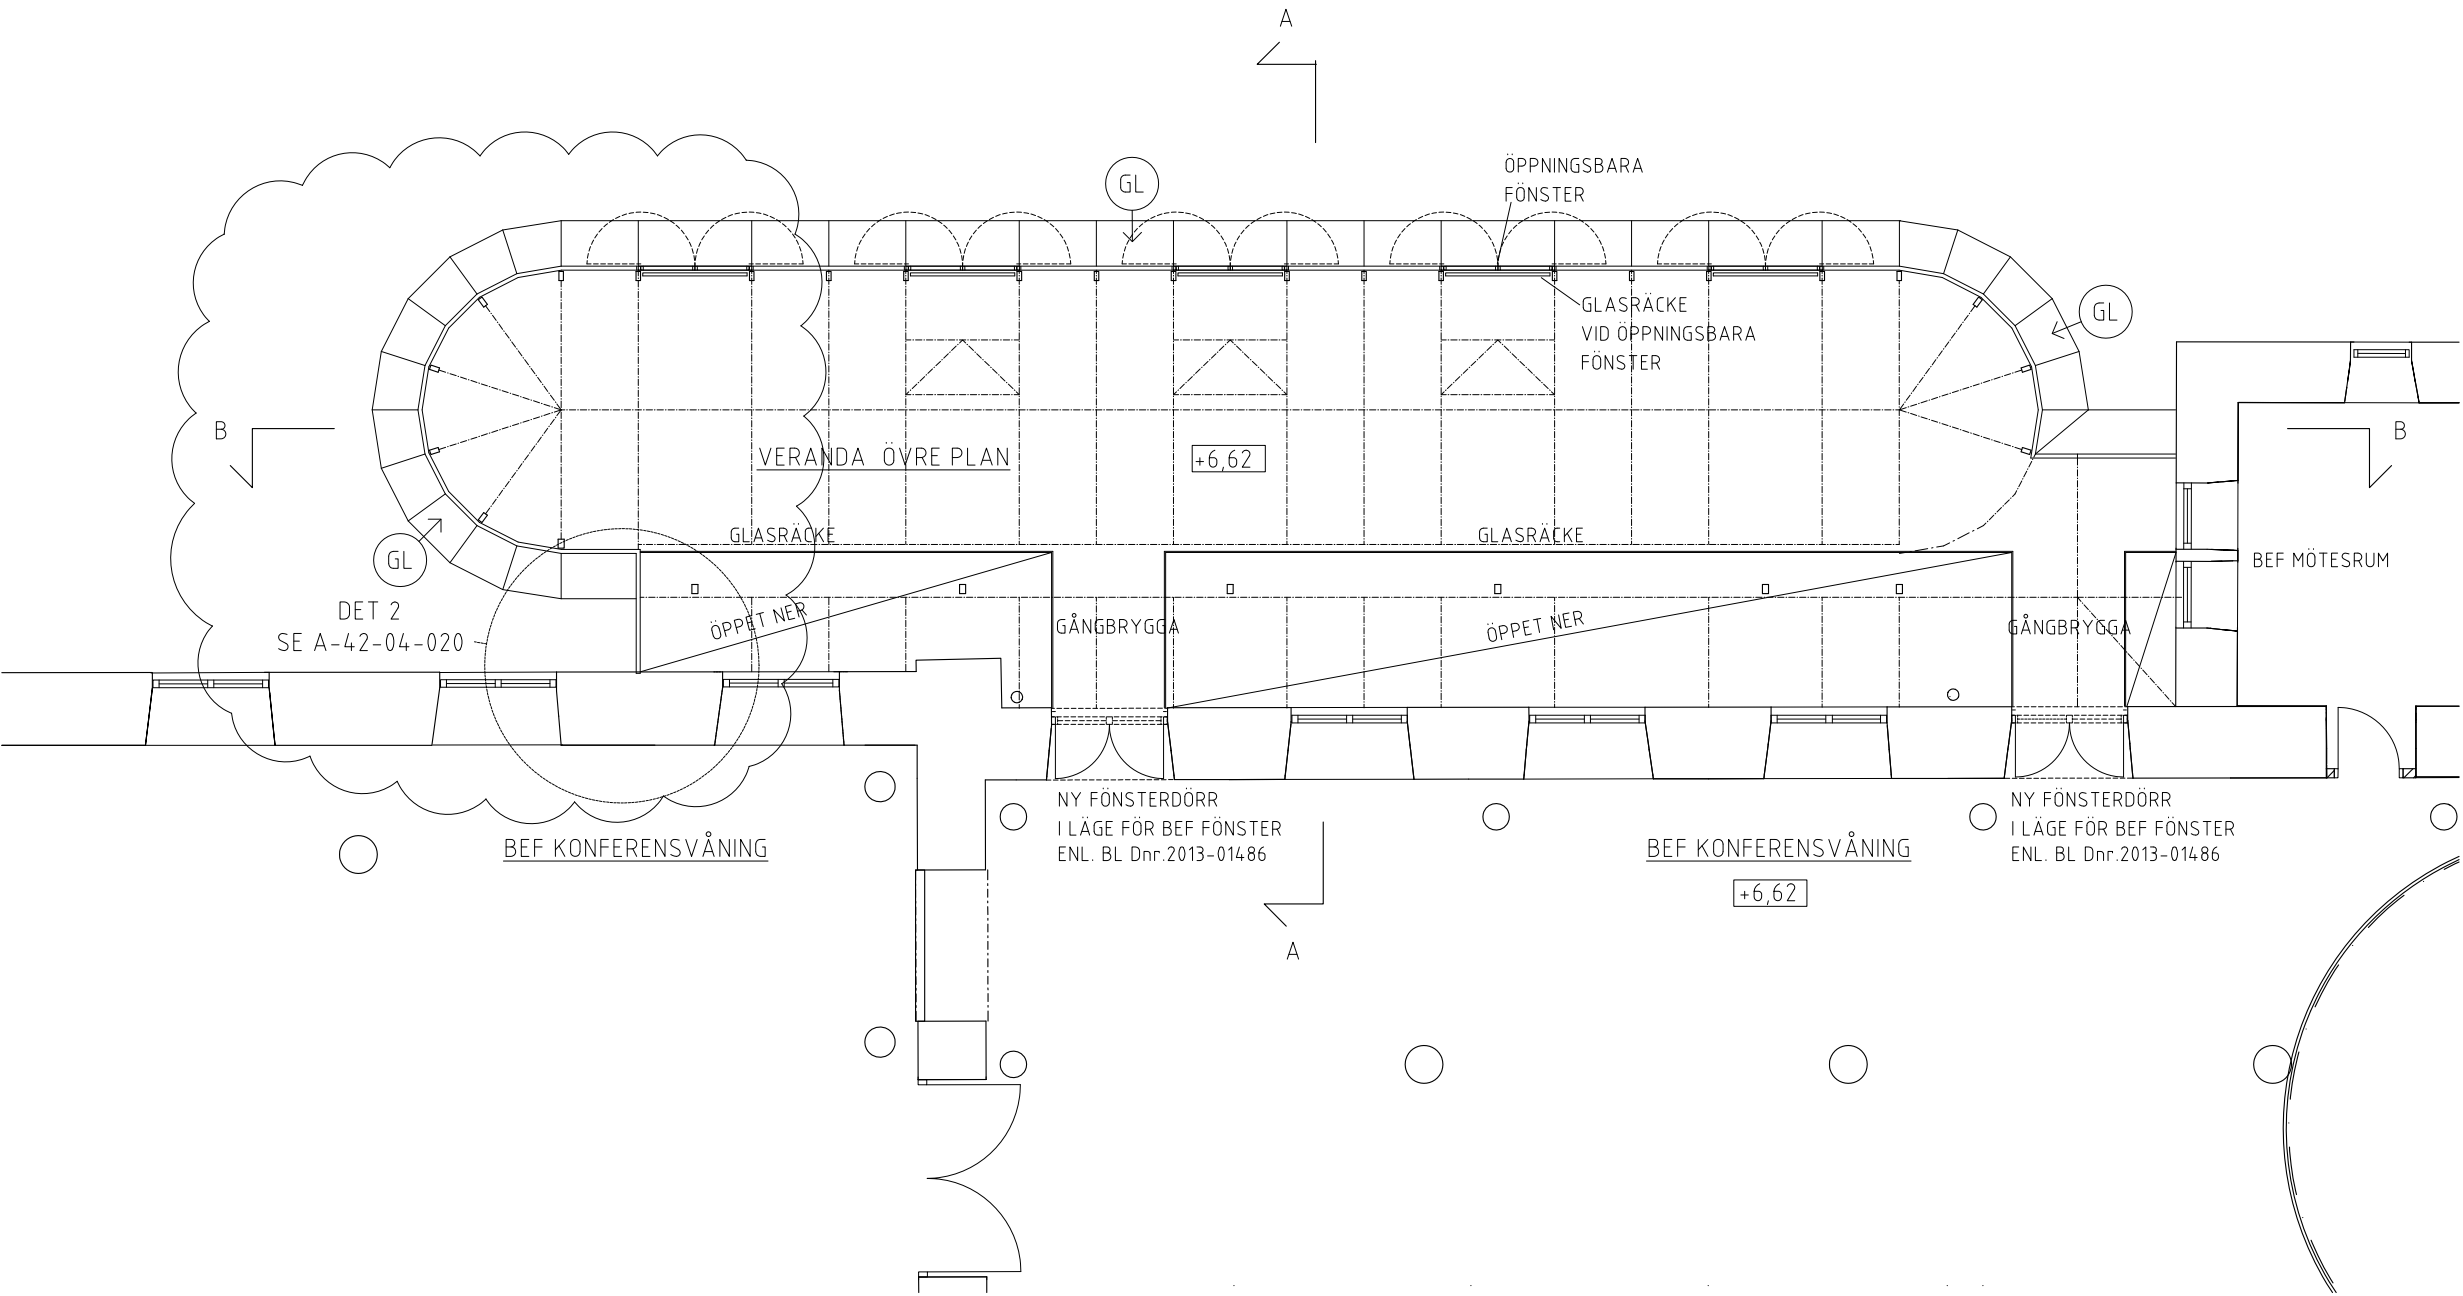 A
ÖPPNINGSBARA
FÖNSTER
GL
GLASRÄCKE
VID ÖPPNINGSBARA
FÖNSTER
GL
B
B
VERANDA ÖVRE PLAN
+6,62
GLASRÄCKE
GLASRÄCKE
GL
BEF MÖTESRUM
DET 2
SE A-42-04-020
ÖPPET NER
GÅNGBRYGGA
ÖPPET NER
GÅNGBRYGGA
NY FÖNSTERDÖRR
I LÄGE FÖR BEF FÖNSTER
ENL. BL Dnr.2013-01486
NY FÖNSTERDÖRR
I LÄGE FÖR BEF FÖNSTER
ENL. BL Dnr.2013-01486
BEF KONFERENSVÅNING
BEF KONFERENSVÅNING
+6,62
A